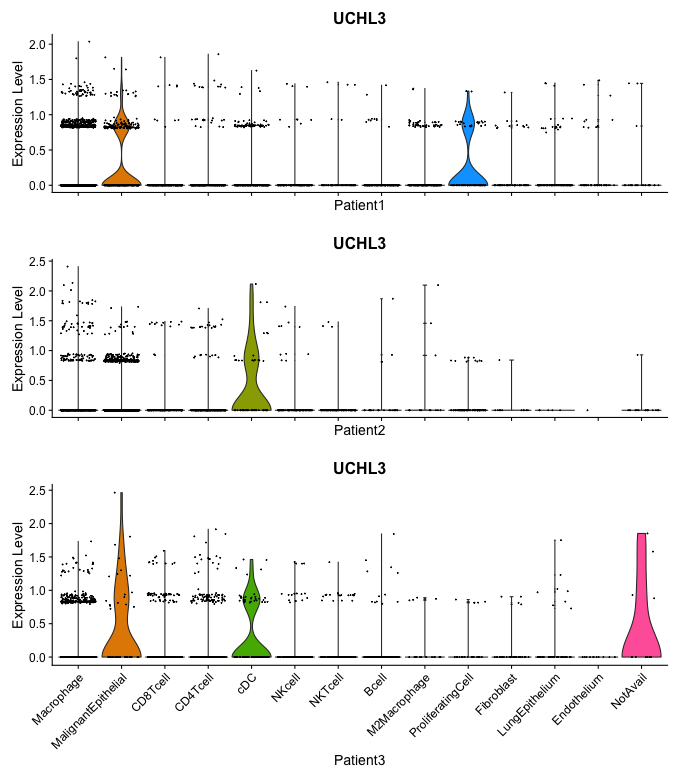 UCHL3
Expression Level
2.0
1.5
1.0
0.5
0.0
Patient1
UCHL3
Expression Level
2.5
2.0
1.5
1.0
0.5
0.0
Patient2
UCHL3
Expression Level
2.5
2.0
1.5
1.0
0.5
0.0
Macrophage
MalignantEpithelial
CD8Tcell
CD4Tcell
cDC
NKcell
NKTcell
Bcell
M2Macrophage
ProliferatingCell
Fibroblast
LungEpithelium
Endothelium
NotAvail
Patient3